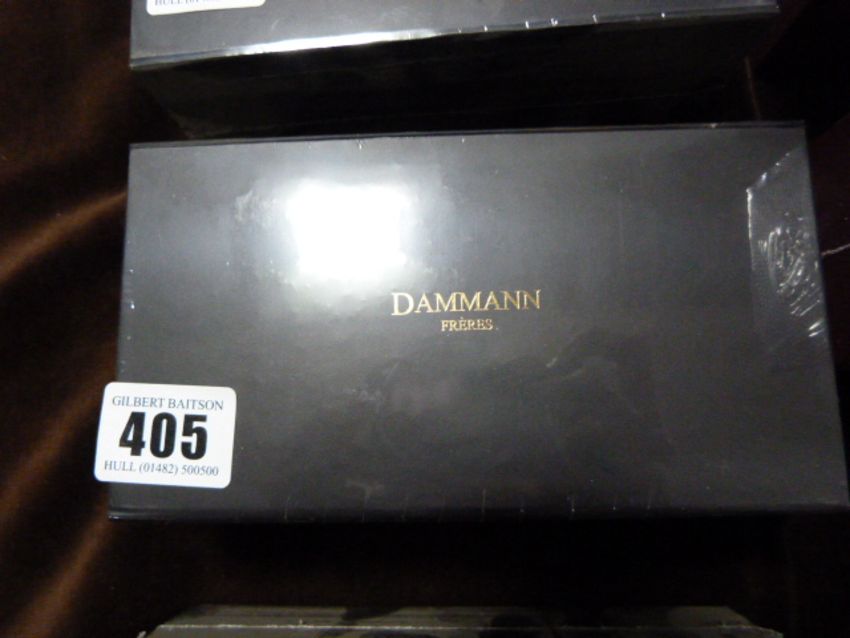 DAMMANN
FRÈRES
GILBERT BAITSON
405
HULL (01482) 500500